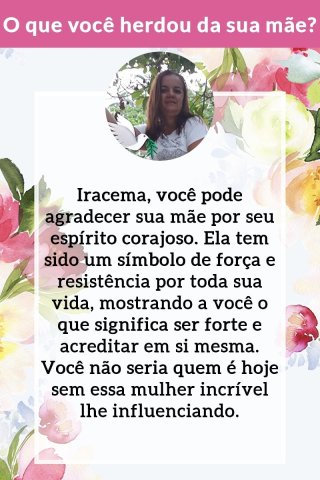 O que você herdou da sua mãe?
Iracema, você pode
agradecer sua mãe por seu
espírito corajoso. Ela tem
sido um símbolo de força e
resistência por toda sua
vida, mostrando a você o
que significa ser forte e
acreditar em si mesma.
Você não seria quem é hoje
sem essa mulher incrível
lhe influenciando.